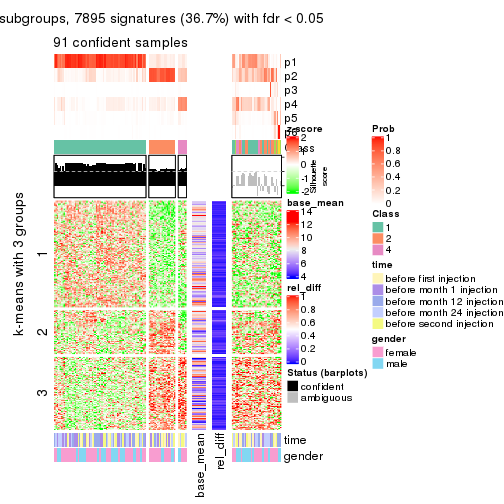 subgroups, 7895 signatures (36.7%) with fdr < 0.05
91 confident samples
p1
p2
p3
p4
p5
p6
Class
Silhouette
score
k-means with 3 groups
1
2
3
time
gender
base_mean
rel_diff
z-score
2
1
0
-1
-2
base_mean
14
12
10
8
6
4
rel_diff
1
0.8
0.6
0.4
0.2
0
Status (barplots)
confident
ambiguous
Prob
1
0.8
0.6
0.4
0.2
0
Class
1
2
4
time
before first injection
before month 1 injection
before month 12 injection
before month 24 injection
before second injection
gender
female
male